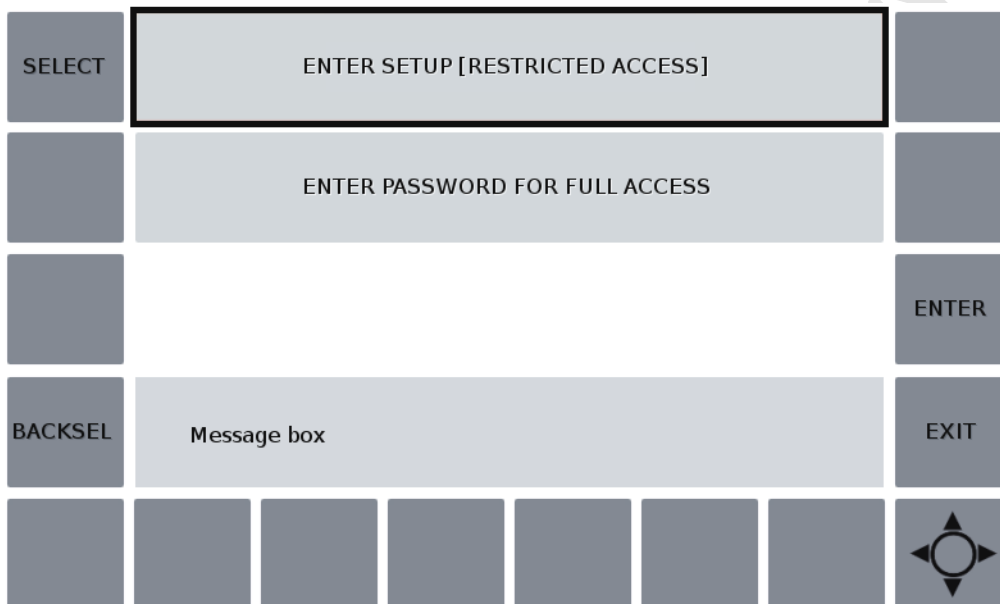 SELECT
ENTER SETUP [RESTRICTED ACCESS]
ENTER PASSWORD FOR FULL ACCESS
ENTER
BACKSEL
Message box
EXIT